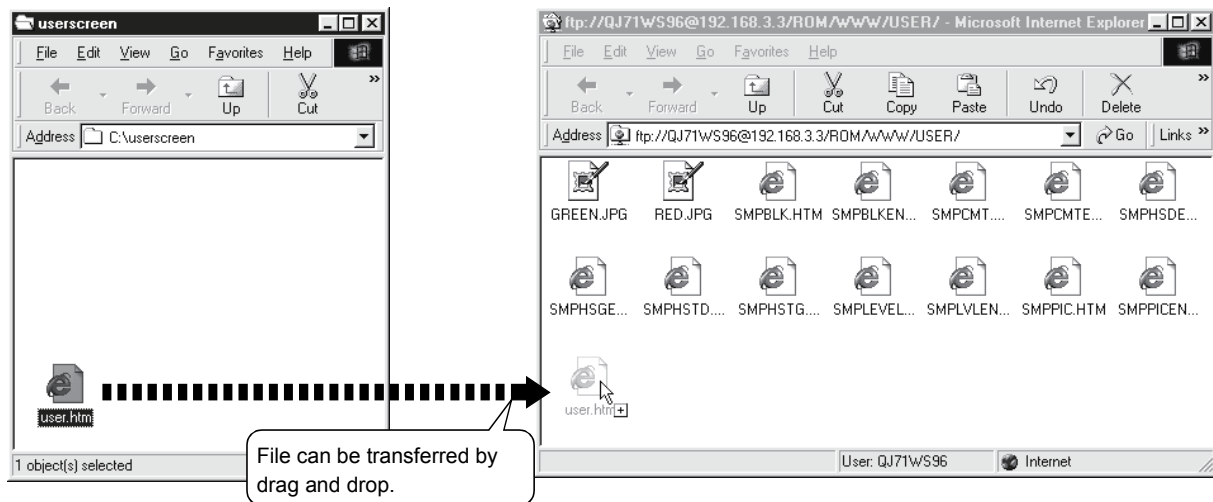 userscreen
File Edit View Go Favorites Help
Back Forward Up Cut »
Address C:\userscreen
user.htm
1 object(s) selected
File can be transferred by
drag and drop.
ftp://QJ71WS96@192.168.3.3/ROM/WWW/USER/ - Microsoft Internet Explorer
File Edit View Go Favorites Help
Back Forward Up Cut Copy Paste Undo Delete »
Address ftp://QJ71WS96@192.168.3.3/ROM/WWW/USER/ Go Links »
GREEN.JPG RED.JPG SMPBLK.HTM SMPBLKEN... SMPCMT.... SMPCMTE... SMPHSDE...
SMPHSGE... SMPHSTD.... SMPHSTG.... SMPLEVEL... SMPLVLEN... SMPPIC.HTM SMPPICEN...
user.htm
User: QJ71WS96 Internet